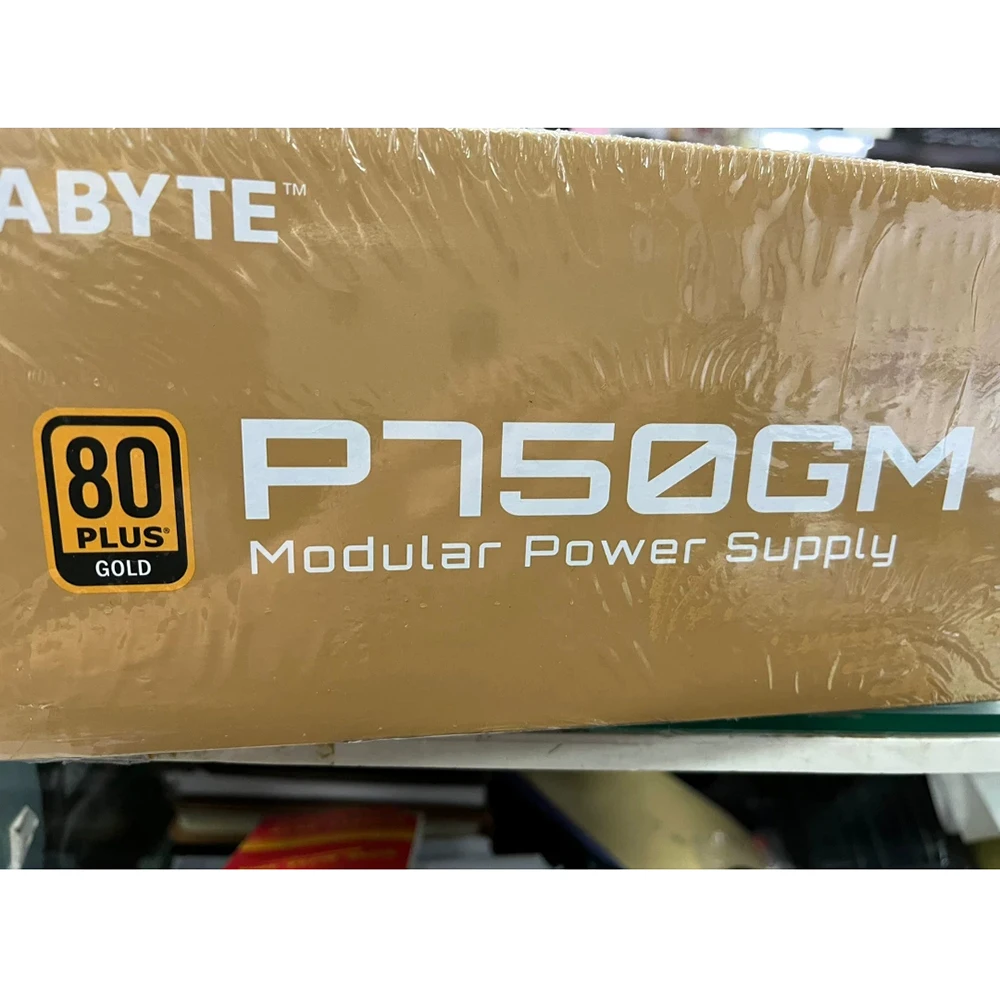 ABYTE™
80
PLUS®
GOLD
P750GM
Modular Power Supply